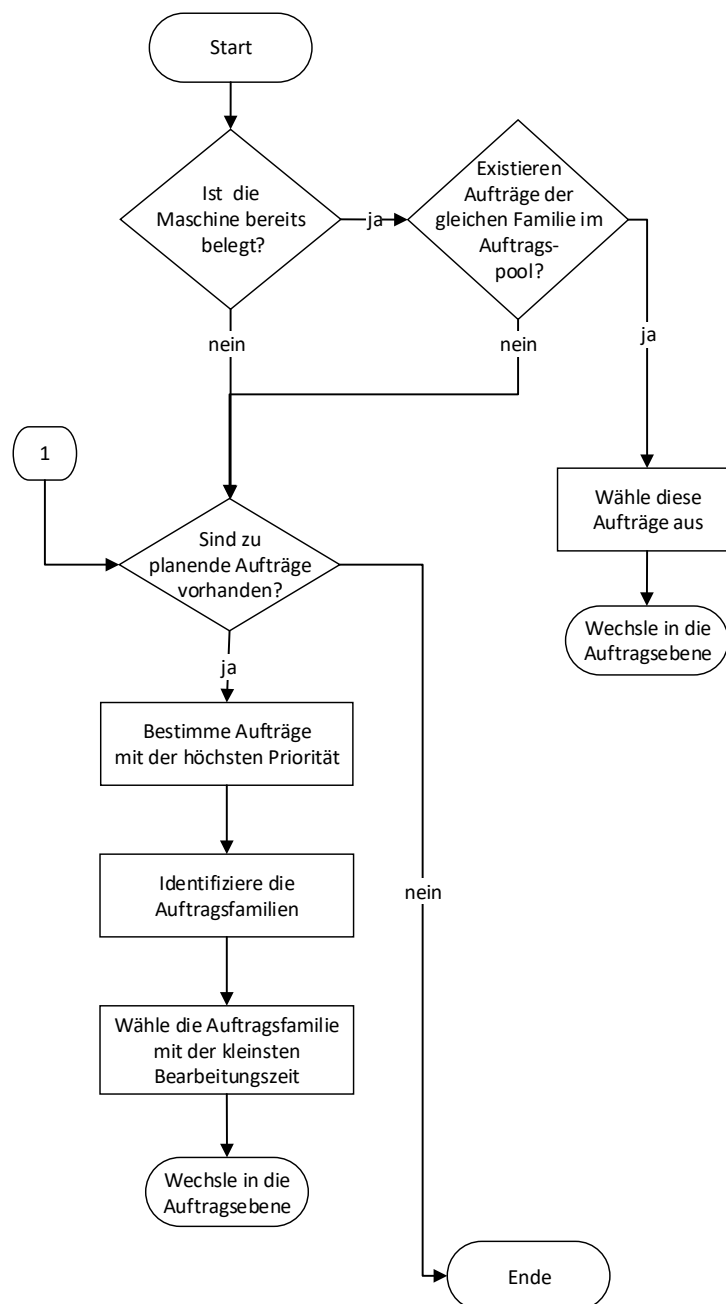 Start
Ist die
Maschine bereits
belegt?
ja
Existieren
Aufträge der
gleichen Familie im
Auftrags-
pool?
nein
nein
ja
1
Wähle diese
Aufträge aus
Sind zu
planende Aufträge
vorhanden?
Wechsle in die
Auftragsebene
ja
Bestimme Aufträge
mit der höchsten Priorität
Identifiziere die
Auftragsfamilien
nein
Wähle die Auftragsfamilie
mit der kleinsten
Bearbeitungszeit
Wechsle in die
Auftragsebene
Ende